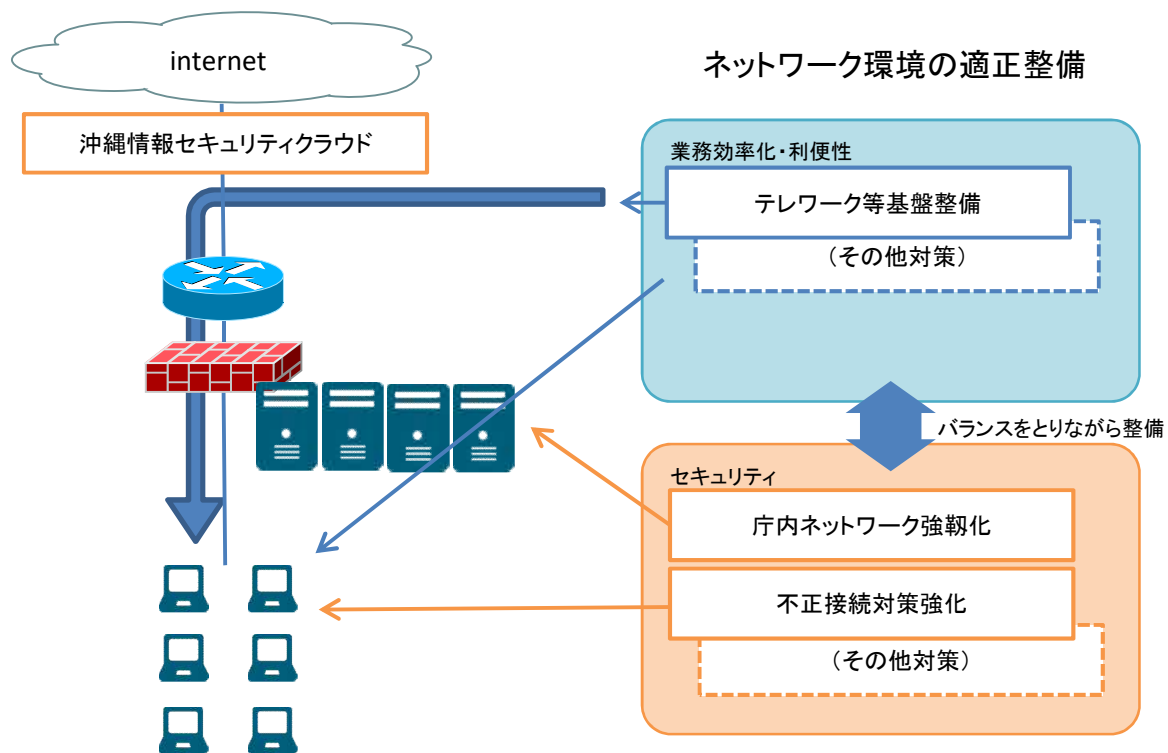 internet
沖縄情報セキュリティクラウド
ネットワーク環境の適正整備
業務効率化・利便性
テレワーク等基盤整備
（その他対策）
バランスをとりながら整備
セキュリティ
庁内ネットワーク強靱化
不正接続対策強化
（その他対策）